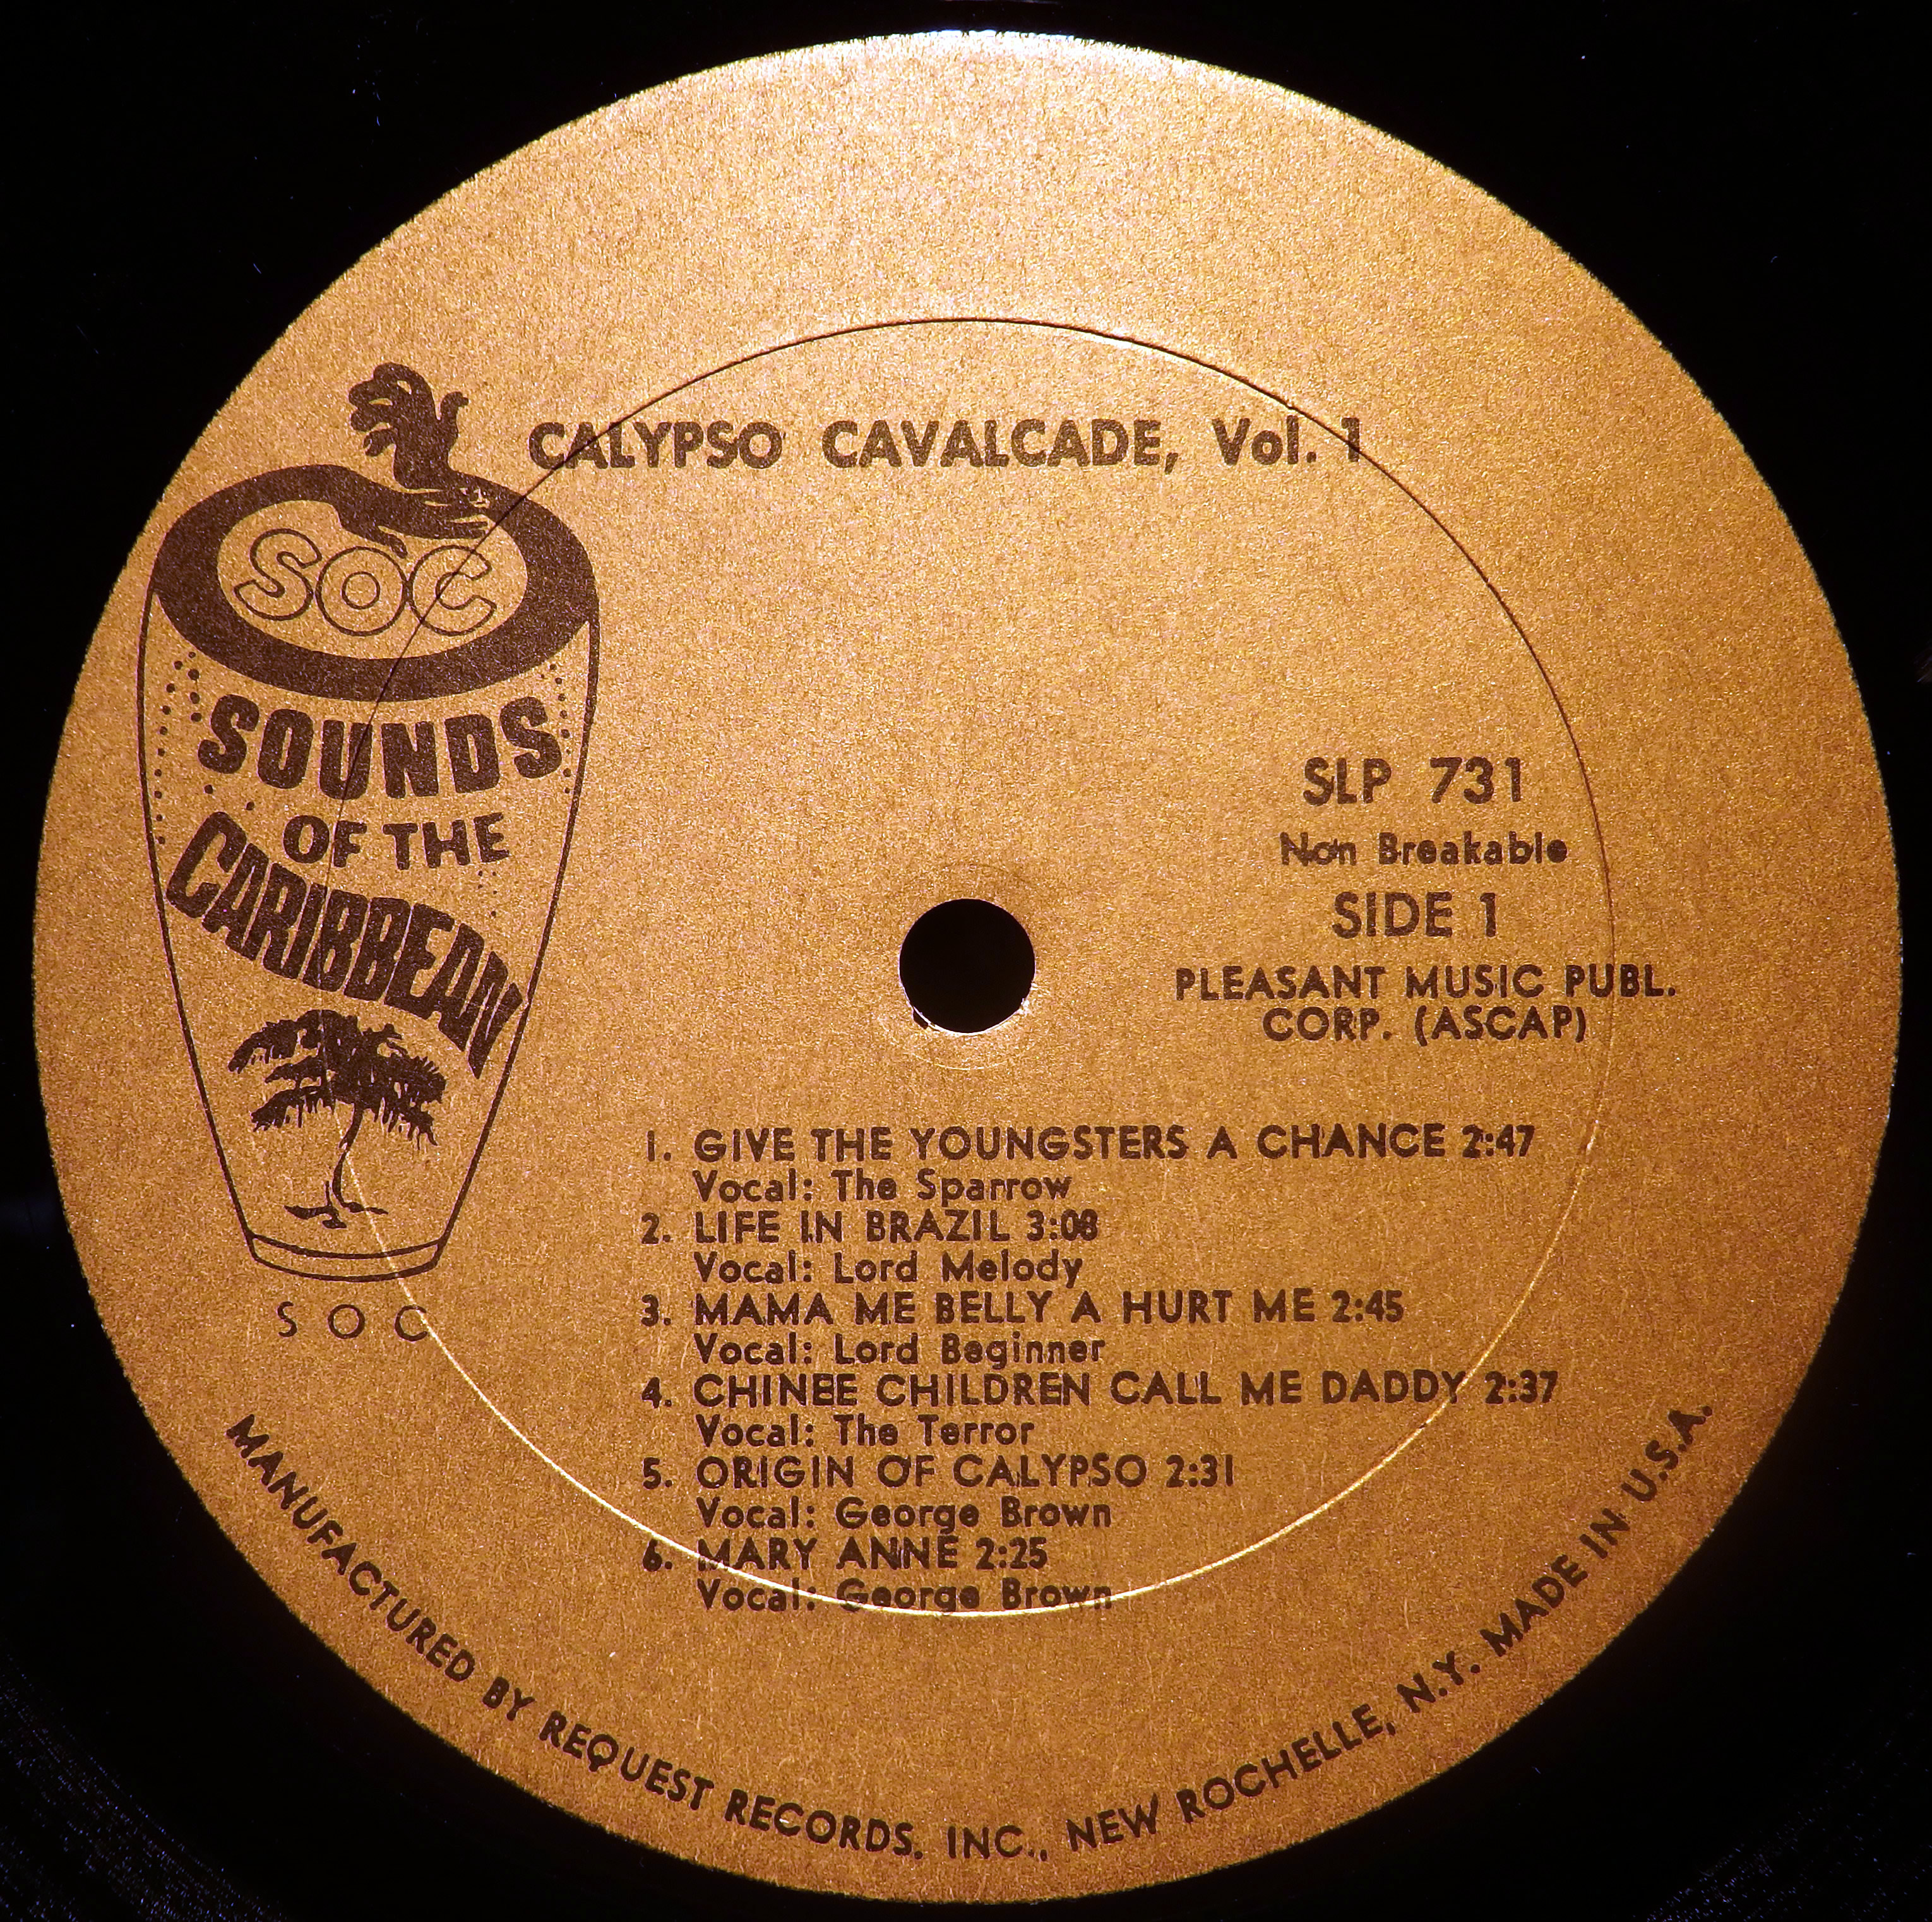 CALYPSO CAVALCADE, Vol. 1
SOC
SOUNDS
OF THE
CARIBBEAN
SOC
SLP 731
Non Breakable
SIDE 1
PLEASANT MUSIC PUBL.
CORP. (ASCAP)
1. GIVE THE YOUNGSTERS A CHANCE 2:47
Vocal: The Sparrow
2. LIFE IN BRAZIL 3:08
Vocal: Lord Melody
3. MAMA ME BELLY A HURT ME 2:45
Vocal: Lord Beginner
4. CHINEE CHILDREN CALL ME DADDY 2:37
Vocal: The Terror
5. ORIGIN OF CALYPSO 2:31
Vocal: George Brown
6. MARY ANNE 2:25
Vocal: George Brown
MANUFACTURED BY REQUEST RECORDS, INC., NEW ROCHELLE, N.Y. MADE IN U.S.A.